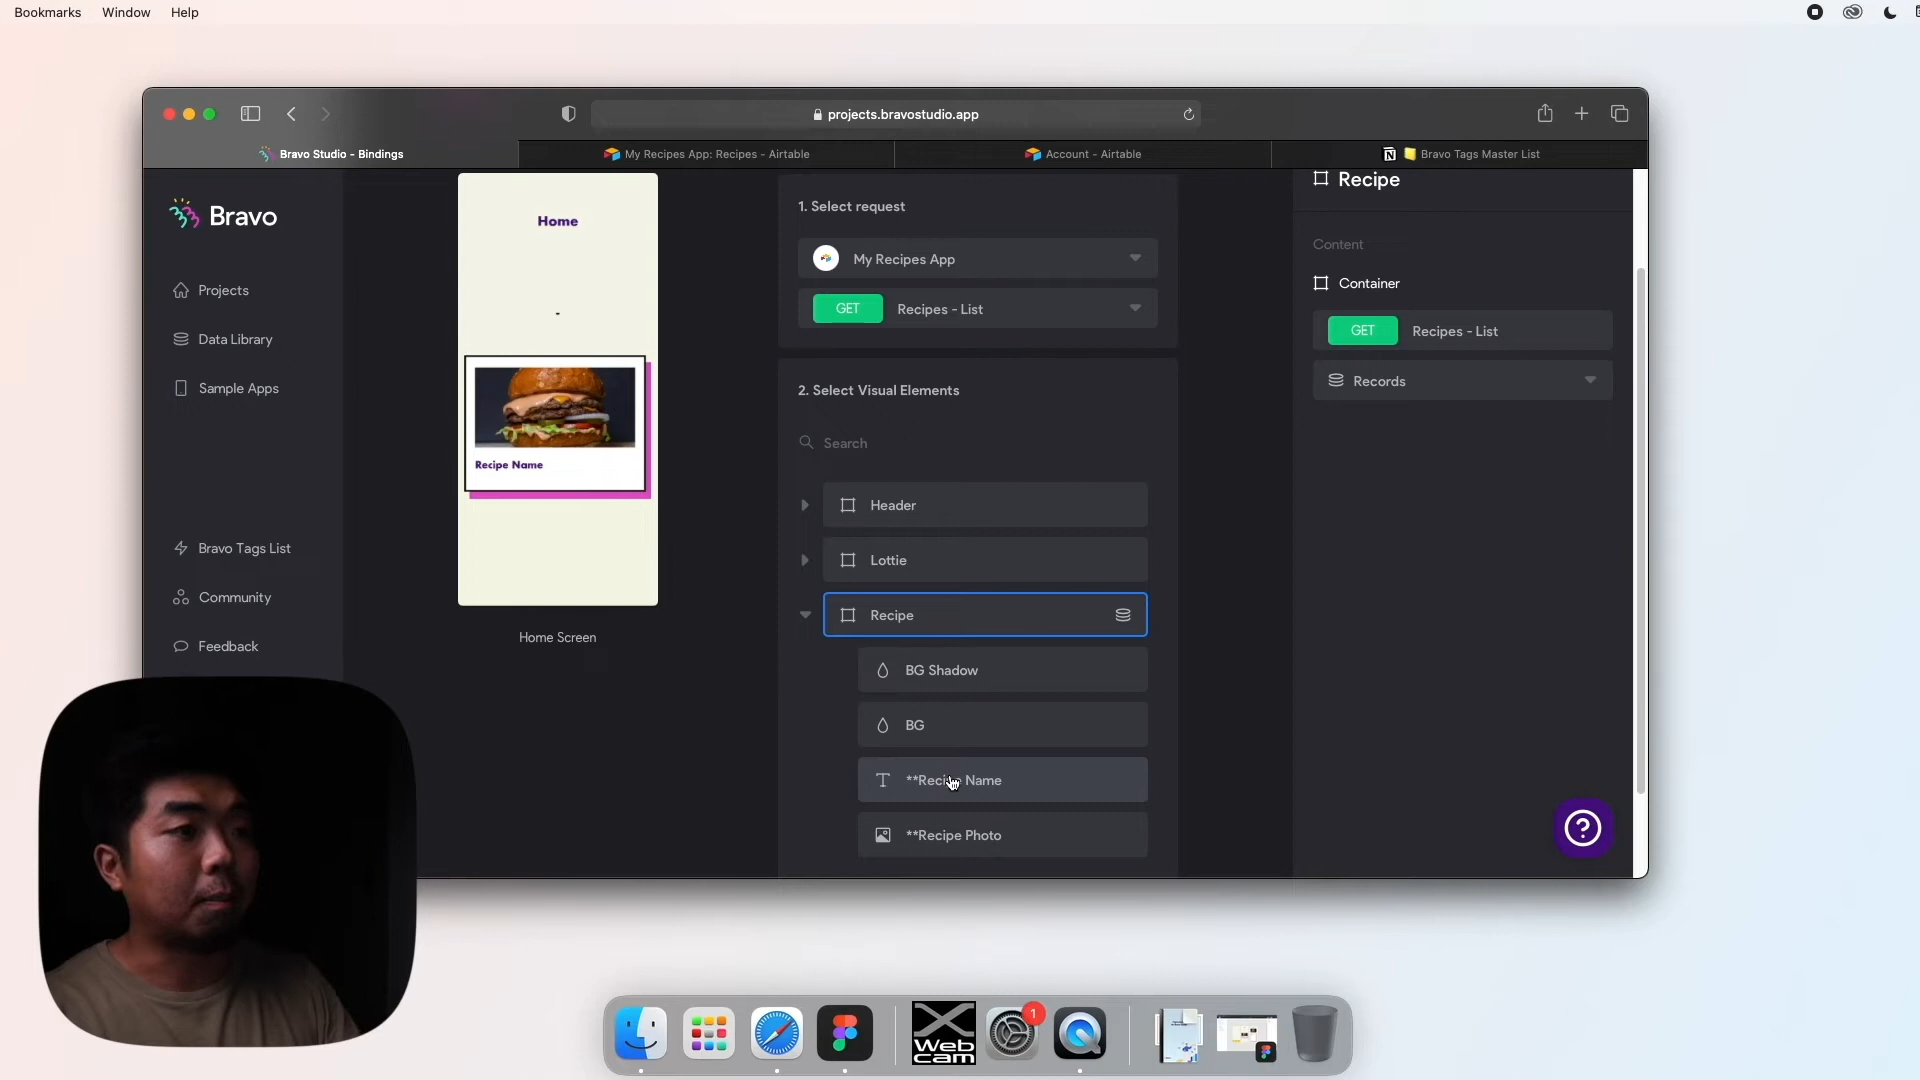 Bookmarks Window Help
projects.bravostudio.app
Bravo Studio - Bindings
My Recipes App: Recipes - Airtable
Account - Airtable
Bravo Tags Master List
Bravo
Projects
Data Library
Sample Apps
Bravo Tags List
Community
Feedback
Home
Recipe Name
Home Screen
1. Select request
My Recipes App
GET Recipes - List
2. Select Visual Elements
Search
Header
Lottie
Recipe
BG Shadow
BG
**Recipe Name
**Recipe Photo
Recipe
Content
Container
GET Recipes - List
Records
?
X
Web
cam
1